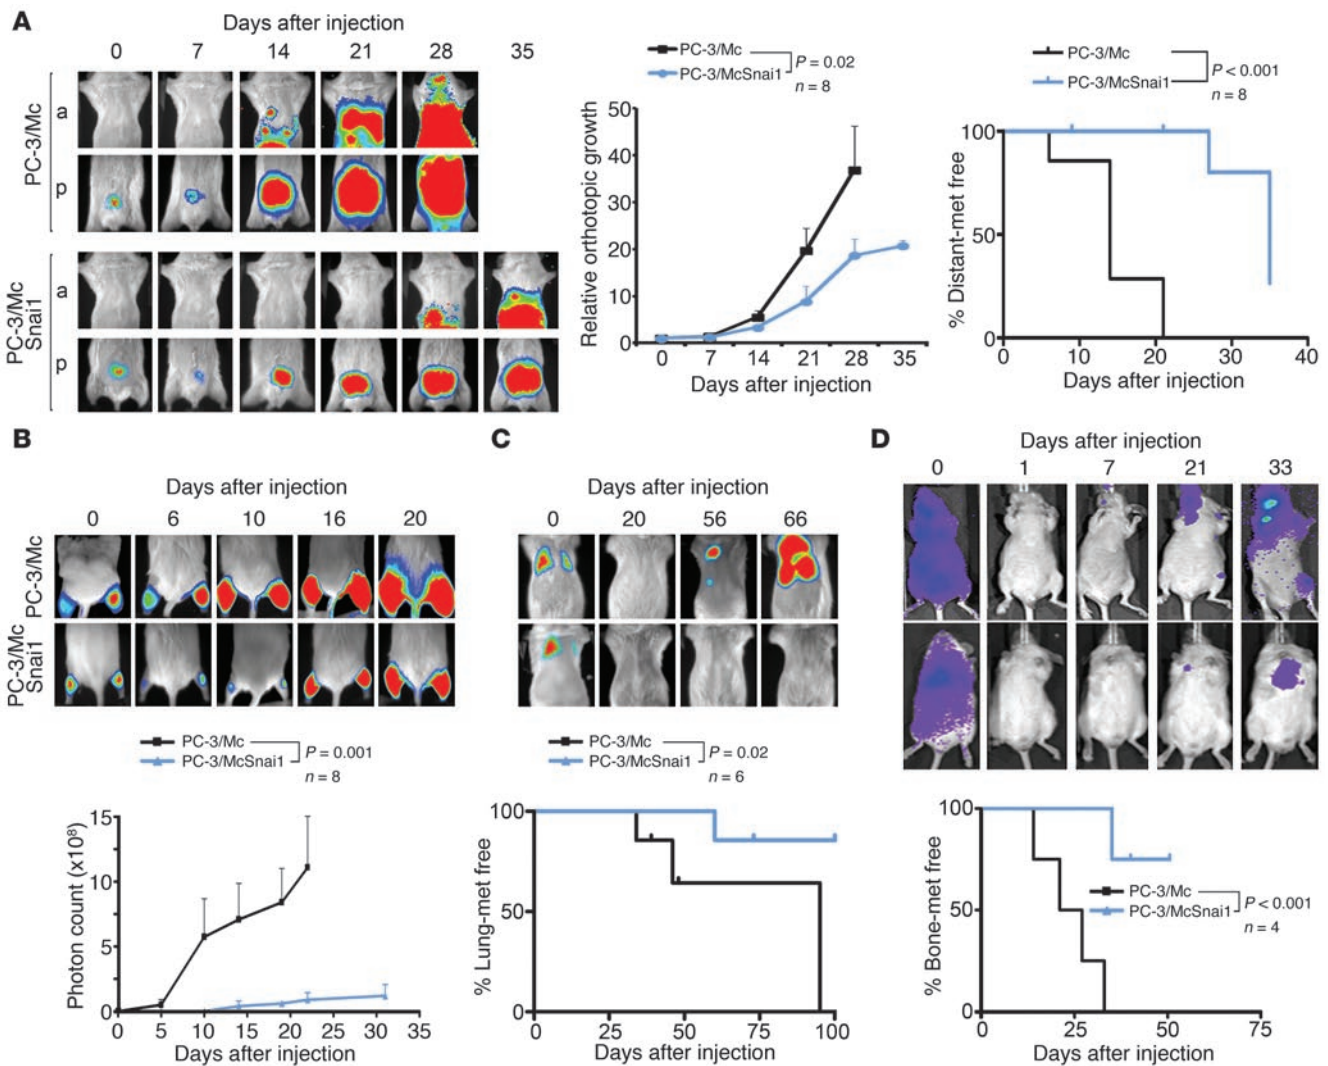 A
Days after injection
0 7 14 21 28 35
PC-3/Mc
a
p
PC-3/Mc
Snai1
a
p
PC-3/Mc
PC-3/McSnai1
P = 0.02
n = 8
Relative orthotopic growth
50
40
30
20
10
0
0 7 14 21 28 35
Days after injection
PC-3/Mc
PC-3/McSnai1
P < 0.001
n = 8
% Distant-met free
100
50
0
0 10 20 30 40
Days after injection
B
Days after injection
0 6 10 16 20
PC-3/Mc
PC-3/Mc
Snai1
PC-3/Mc
PC-3/McSnai1
P = 0.001
n = 8
Photon count (x10⁸)
15
10
5
0
0 5 10 15 20 25 30 35
Days after injection
C
Days after injection
0 20 56 66
PC-3/Mc
PC-3/McSnai1
P = 0.02
n = 6
% Lung-met free
100
50
0
0 25 50 75 100
Days after injection
D
Days after injection
0 1 7 21 33
% Bone-met free
100
50
0
PC-3/Mc
PC-3/McSnai1
P < 0.001
n = 4
0 25 50 75
Days after injection